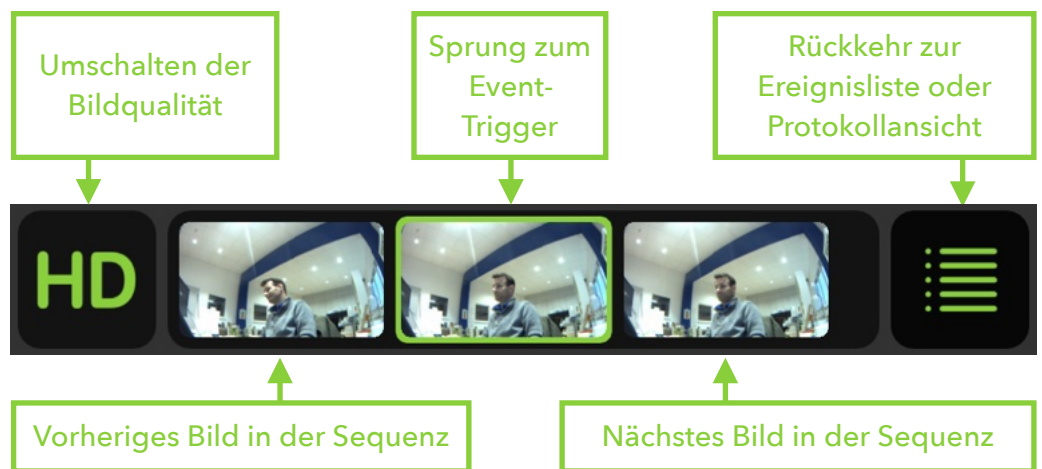 Umschalten der
Bildqualität
Sprung zum
Event-
Trigger
Rückkehr zur
Ereignisliste oder
Protokollansicht
HD
Vorheriges Bild in der Sequenz
Nächstes Bild in der Sequenz